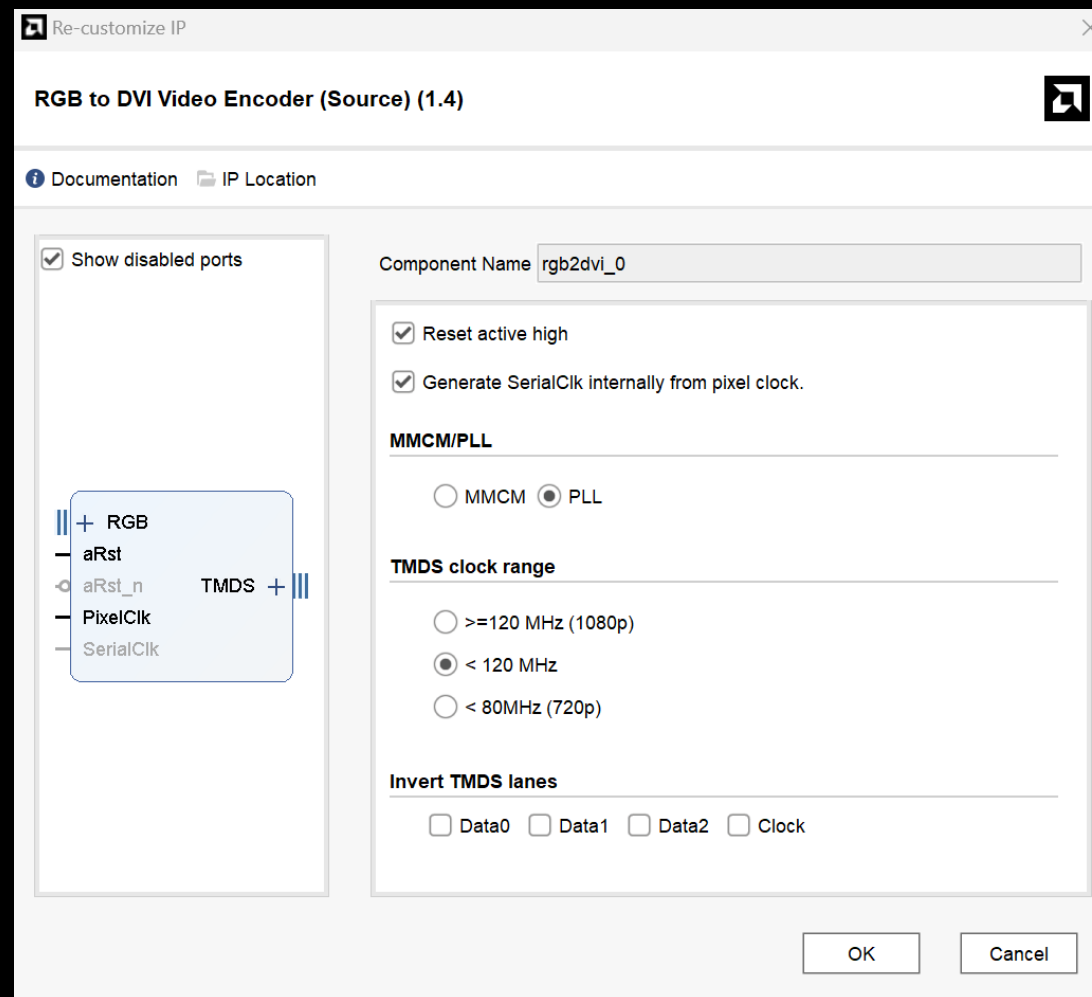 Re-customize IP
RGB to DVI Video Encoder (Source) (1.4)
Documentation IP Location
Show disabled ports
RGB
aRst
aRst_n
TMDS
PixelClk
SerialClk
Component Name rgb2dvi_0
Reset active high
Generate SerialClk internally from pixel clock.
MMCM/PLL
MMCM PLL
TMDS clock range
>=120 MHz (1080p)
< 120 MHz
< 80MHz (720p)
Invert TMDS lanes
Data0 Data1 Data2 Clock
OK Cancel